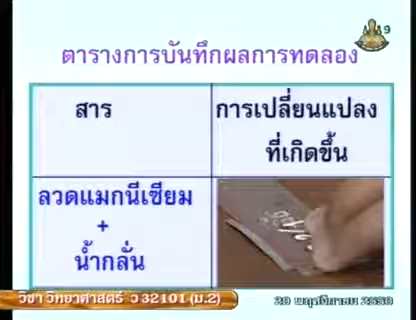 9
ตารางการบันทึกผลการทดลอง
สาร
การเปลี่ยนแปลง
ที่เกิดขึ้น
ลวดแมกนีเซียม
+
น้ำกลั่น
วิชา วิทยาศาสตร์ ว 32101 (ม.2)
20 พฤศจิกายน 2550